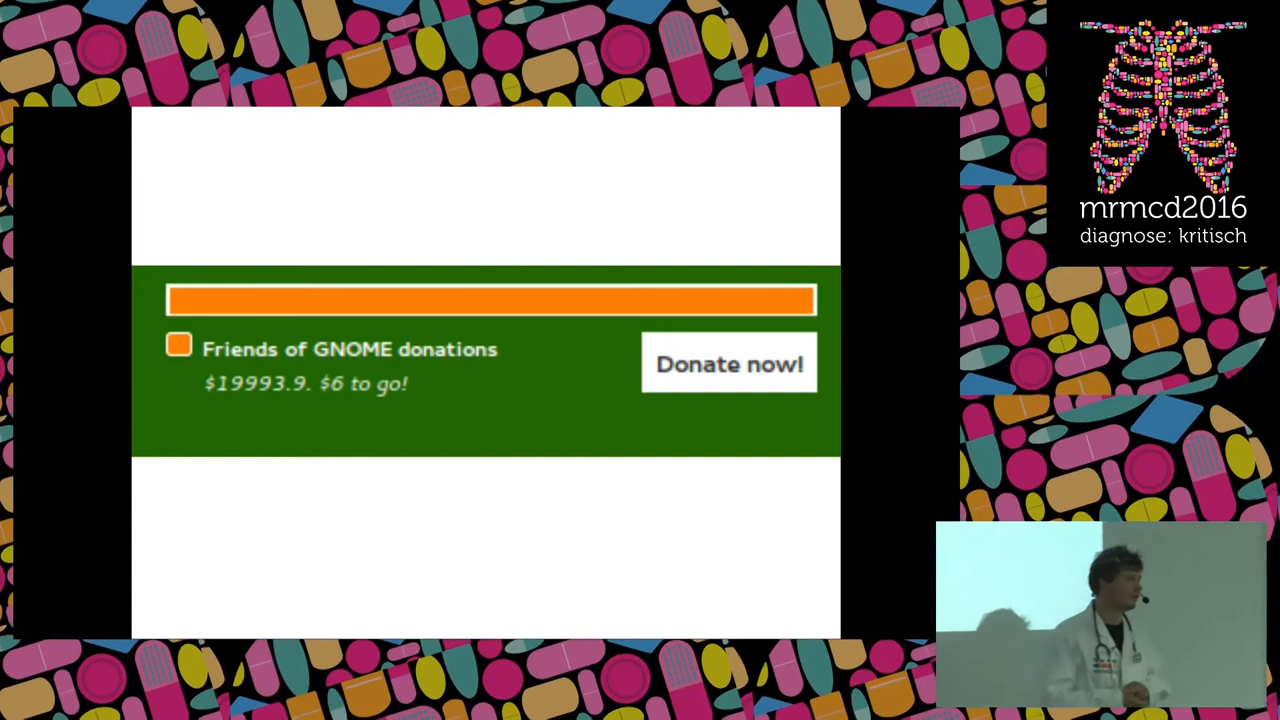 mrmcd2016
diagnose: kritisch
Friends of GNOME donations
$19993.9. $6 to go!
Donate now!